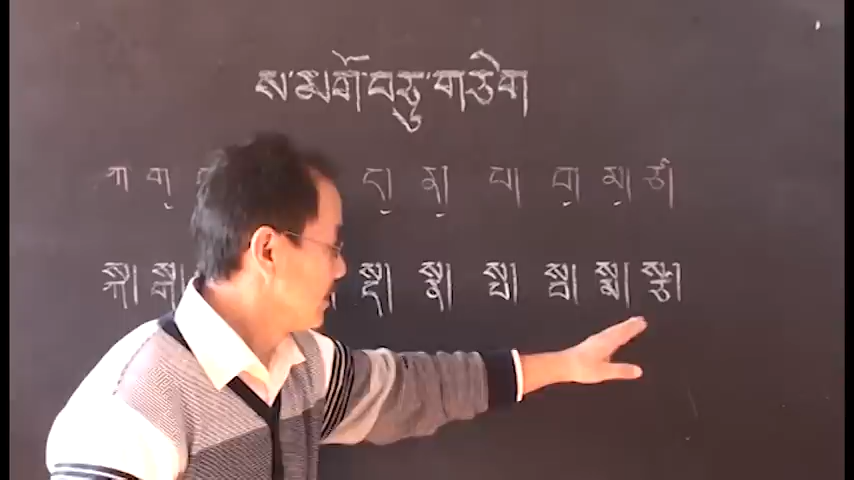 ས་མགོ་བཅུ་གཅིག
ཀ། ག། ད། ན། པ། བ། མ། ཙ།
སྐ། སྒ། སྡ། སྣ། སྤ། སྦ། སྨ། སྩ།